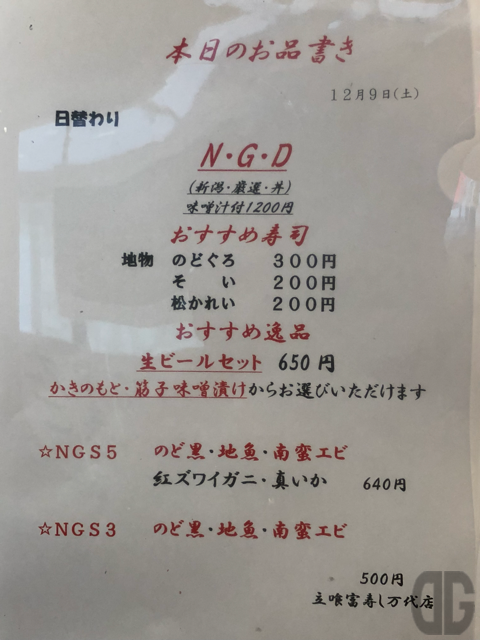 本日のお品書き
12月9日(土)
日替わり
N・G・D
(新潟・厳選・丼)
味噌汁付1200円
おすすめ寿司
地物 のどぐろ 300円
そい 200円
松かれい 200円
おすすめ逸品
生ビールセット 650円
かきのもと・筋子味噌漬けからお選びいただけます
☆NGS5 のど黒・地魚・南蛮エビ
紅ズワイガニ・真いか 640円
☆NGS3 のど黒・地魚・南蛮エビ
500円
立喰富寿し万代店
DG